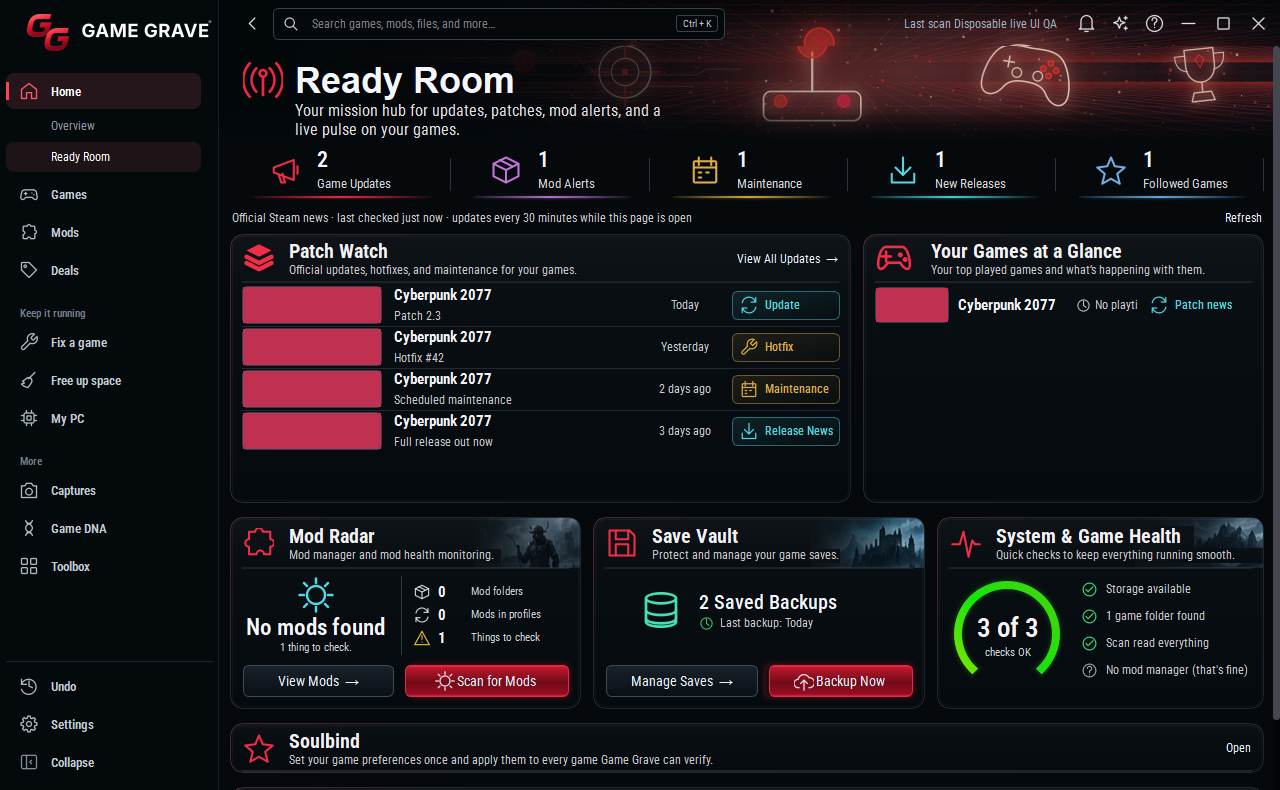 GAME GRAVE
Search games, mods, files, and more...
Ctrl + K
Last scan Disposable live UI QA
Home
Overview
Ready Room
Games
Mods
Deals
Keep it running
Fix a game
Free up space
My PC
More
Captures
Game DNA
Toolbox
Undo
Settings
Collapse
Ready Room
Your mission hub for updates, patches, mod alerts, and a
live pulse on your games.
2
Game Updates
1
Mod Alerts
1
Maintenance
1
New Releases
1
Followed Games
Official Steam news · last checked just now · updates every 30 minutes while this page is open
Refresh
Patch Watch
Official updates, hotfixes, and maintenance for your games.
View All Updates →
Cyberpunk 2077
Patch 2.3
Today
Update
Cyberpunk 2077
Hotfix #42
Yesterday
Hotfix
Cyberpunk 2077
Scheduled maintenance
2 days ago
Maintenance
Cyberpunk 2077
Full release out now
3 days ago
Release News
Your Games at a Glance
Your top played games and what's happening with them.
Cyberpunk 2077
No playti
Patch news
Mod Radar
Mod manager and mod health monitoring.
No mods found
1 thing to check.
0 Mod folders
0 Mods in profiles
1 Things to check
View Mods →
Scan for Mods
Save Vault
Protect and manage your game saves.
2 Saved Backups
Last backup: Today
Manage Saves →
Backup Now
System & Game Health
Quick checks to keep everything running smooth.
3 of 3
checks OK
Storage available
1 game folder found
Scan read everything
No mod manager (that's fine)
Soulbind
Set your game preferences once and apply them to every game Game Grave can verify.
Open